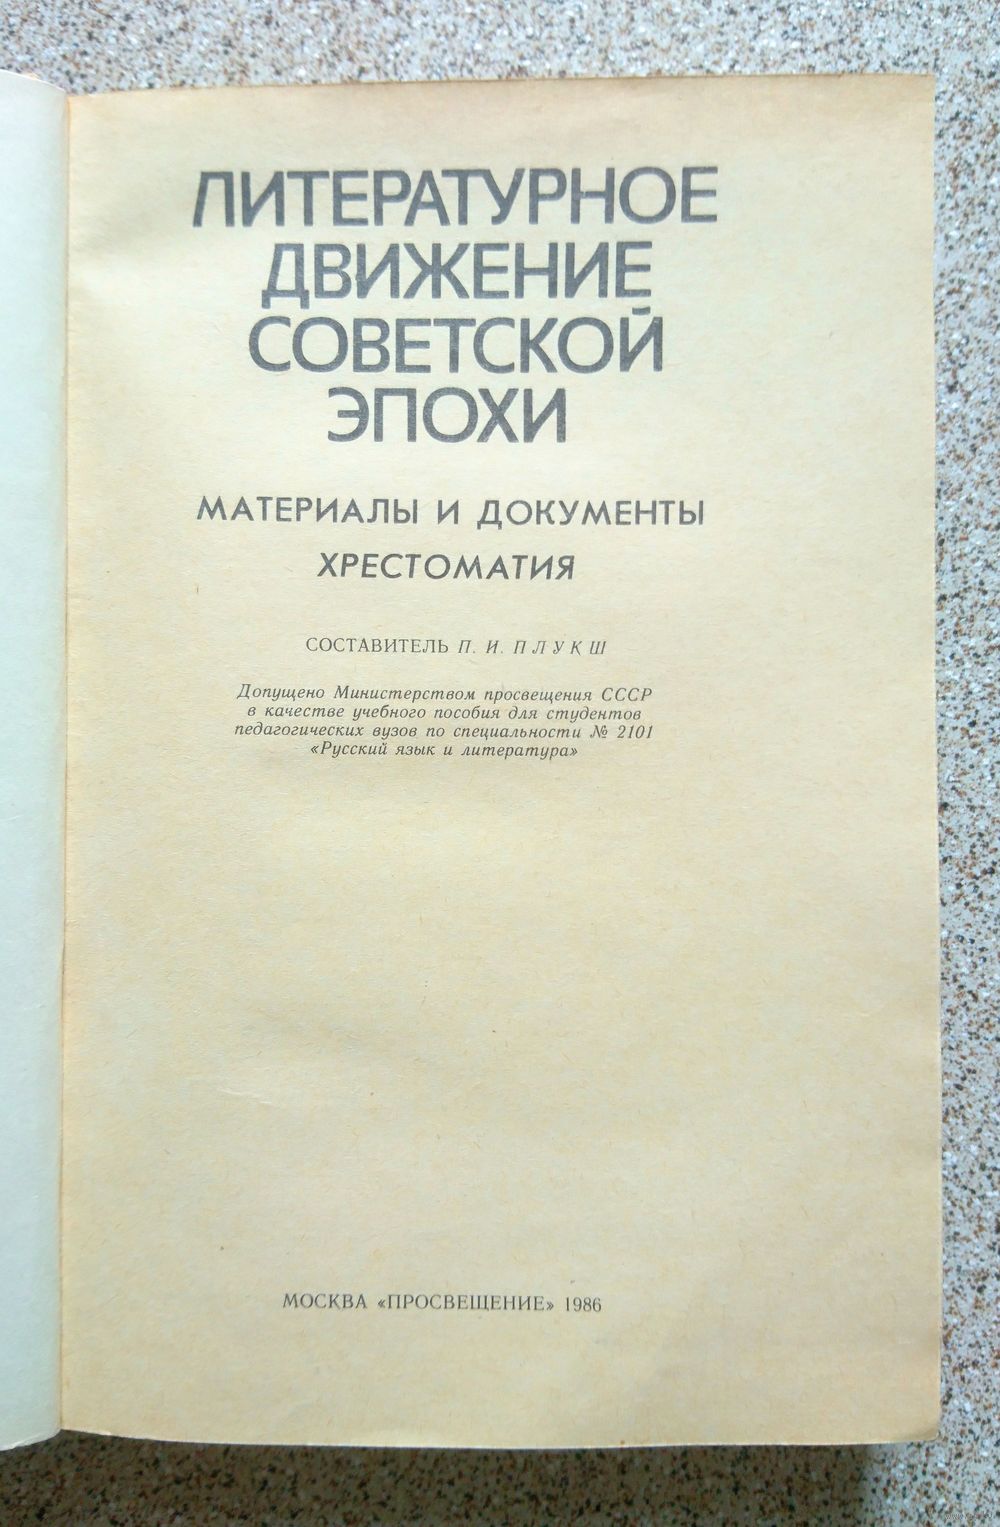 ЛИТЕРАТУРНОЕ
ДВИЖЕНИЕ
СОВЕТСКОЙ
ЭПОХИ
МАТЕРИАЛЫ И ДОКУМЕНТЫ
ХРЕСТОМАТИЯ
СОСТАВИТЕЛЬ П. И. ПЛУКШ
Допущено Министерством просвещения СССР
в качестве учебного пособия для студентов
педагогических вузов по специальности № 2101
«Русский язык и литература»
МОСКВА «ПРОСВЕЩЕНИЕ» 1986